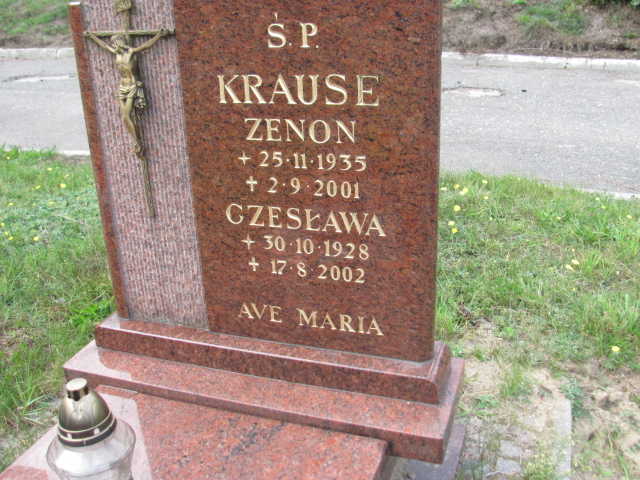 Ś.P.
KRAUSE
ZENON
+ 25·11·1935
+ 2·9·2001
CZESŁAWA
+ 30·10·1928
+ 17·8·2002
AVE MARIA